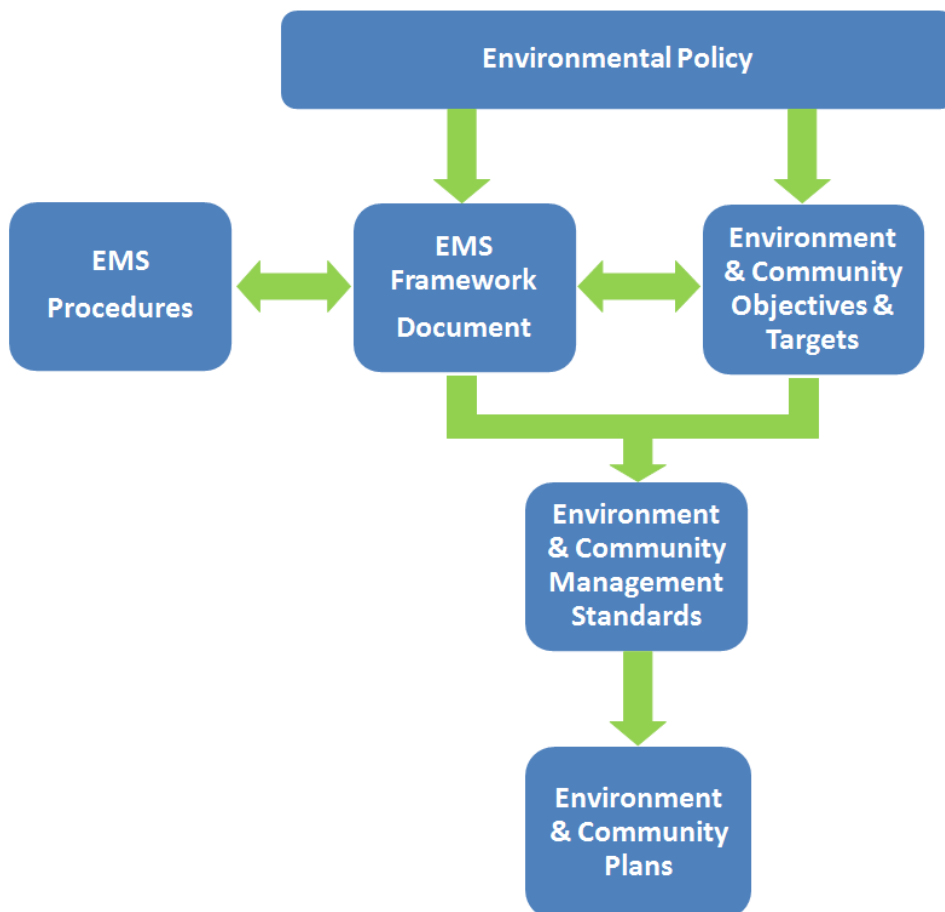 Environmental Policy
EMS
Procedures
EMS
Framework
Document
Environment
& Community
Objectives &
Targets
Environment
& Community
Management
Standards
Environment
& Community
Plans